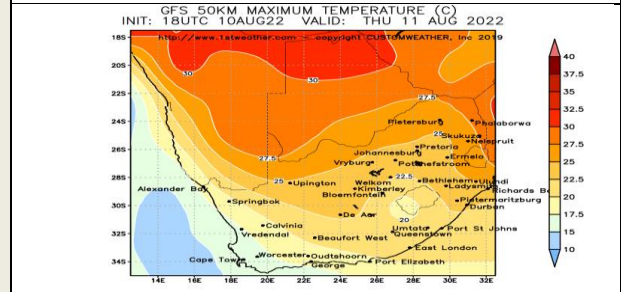 GFS 50KM MAXIMUM TEMPERATURE (C)
INIT: 18UTC 10AUG22 VALID: THU 11 AUG 2022
http://www.1stweather.com - copyright CUSTOMWEATHER, Inc 2019
18S
20S
22S
24S
26S
28S
30S
32S
34S
14E 16E 18E 20E 22E 24E 26E 28E 30E 32E
30
30
27.5
27.5
25
25
22.5
20
Pietersburg
Phalaborwa
Skukuza
Nelspruit
Pretoria
Johannesburg
Ermelo
Vryburg
Potchefstroom
Welkom
Bethlehem
Ulundi
Upington
Kimberley
Ladysmith
Richards Ba
Alexander Bay
Bloemfontein
Springbok
Pietermaritzburg
Durban
De Aar
Calvinia
Umtata
Port St Johns
Vredendal
Beaufort West
Queenstown
East London
Cape Town
Worcester
Oudtshoorn
George
Port Elizabeth
40
37.5
35
32.5
30
27.5
25
22.5
20
17.5
15
10